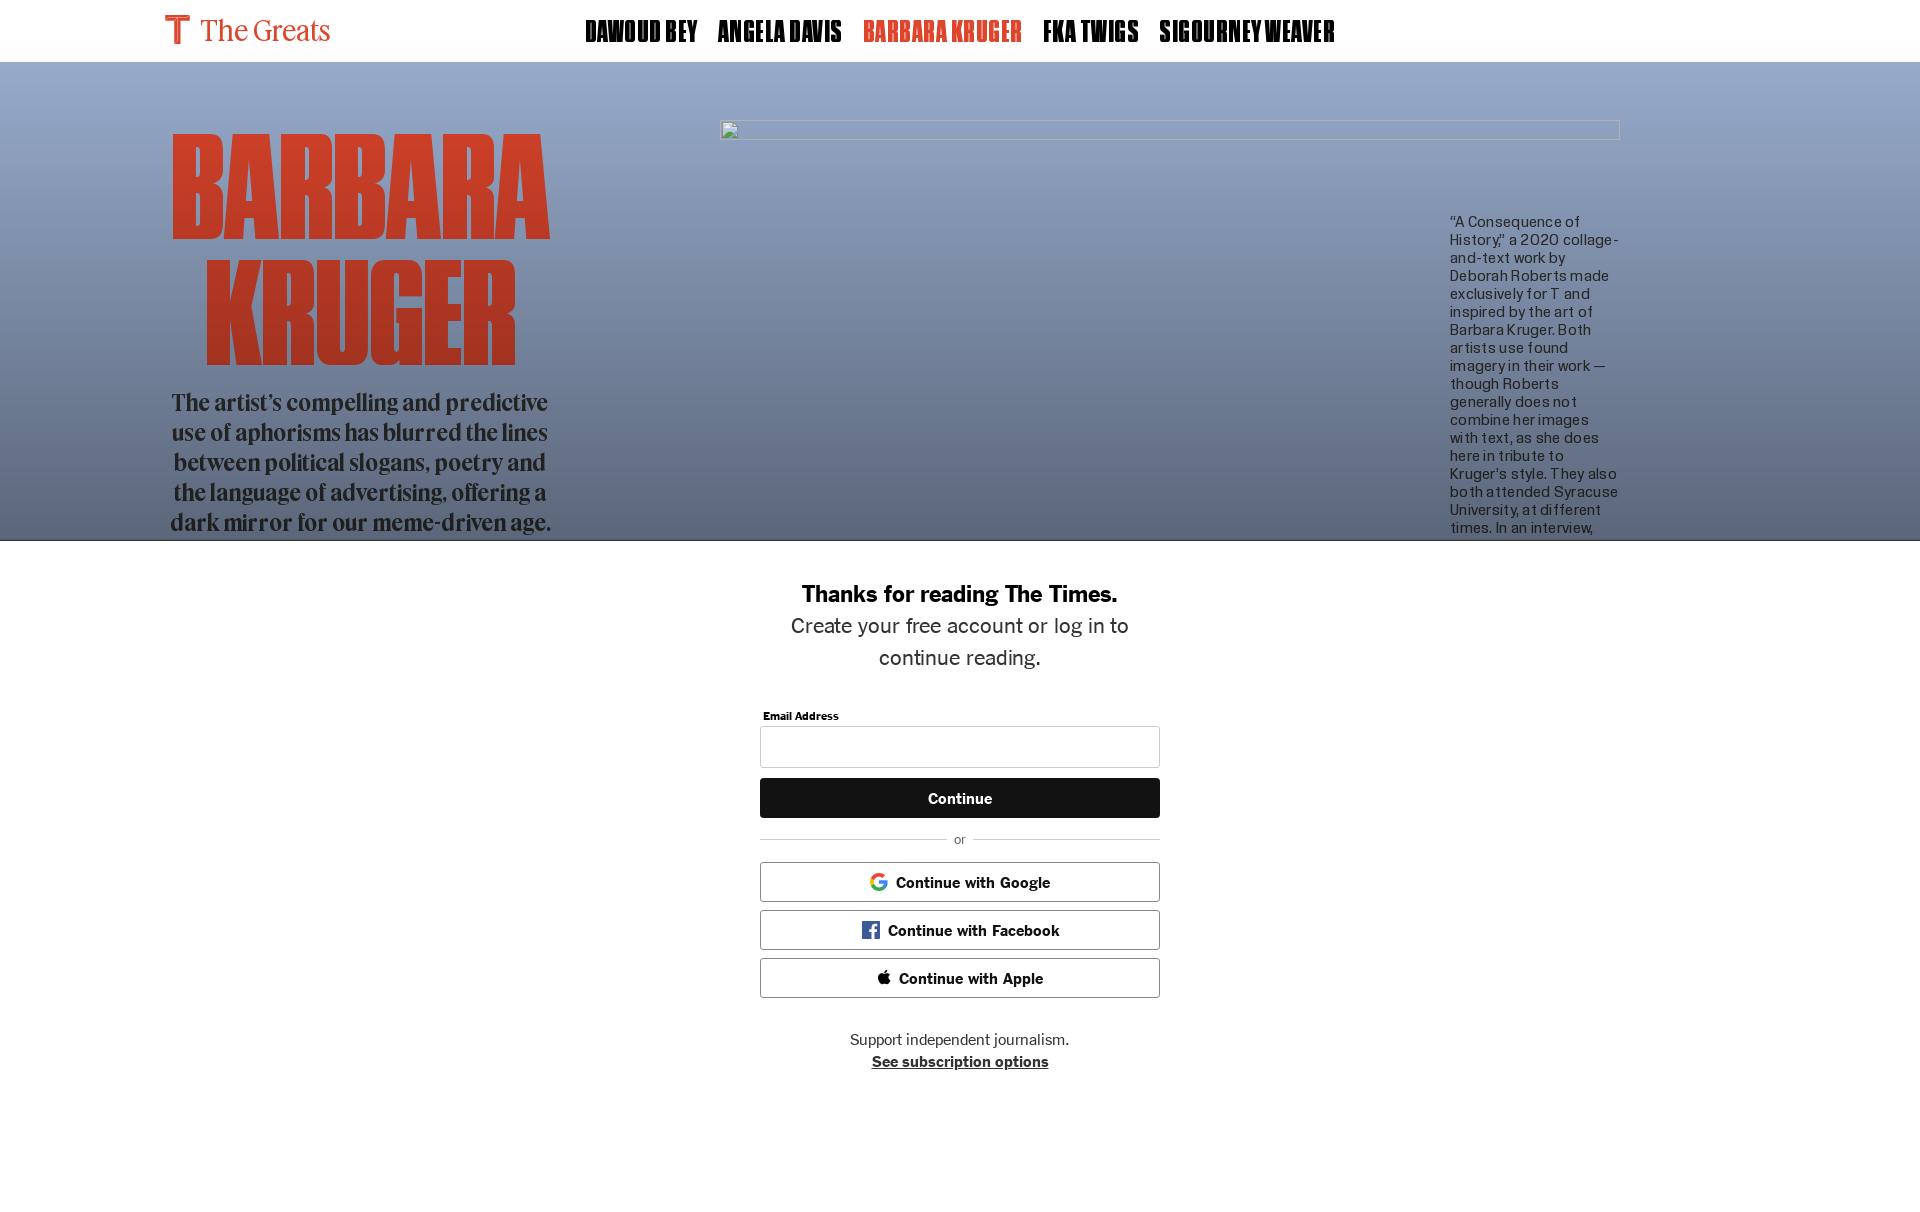 The Greats
DAWOUD BEY ANGELA DAVIS BARBARA KRUGER FKA TWIGS SIGOURNEY WEAVER
BARBARA
KRUGER
The artist’s compelling and predictive
use of aphorisms has blurred the lines
between political slogans, poetry and
the language of advertising, offering a
dark mirror for our meme-driven age.
“A Consequence of
History,” a 2020 collage-
and-text work by
Deborah Roberts made
exclusively for T and
inspired by the art of
Barbara Kruger. Both
artists use found
imagery in their work —
though Roberts
generally does not
combine her images
with text, as she does
here in tribute to
Kruger’s style. They also
both attended Syracuse
University, at different
times. In an interview,
Thanks for reading The Times.
Create your free account or log in to
continue reading.
Email Address
Continue
or
Continue with Google
Continue with Facebook
Continue with Apple
Support independent journalism.
See subscription options